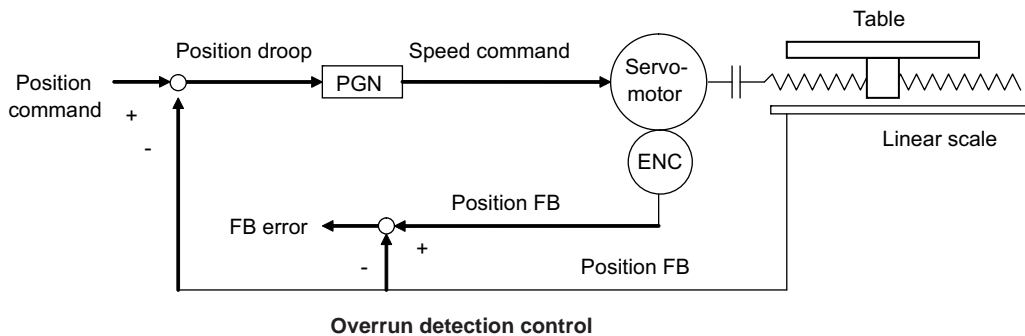 Table
Position droop
Speed command
Position
command
+
-
PGN
Servo-
motor
Linear scale
ENC
Position FB
FB error
+
-
Position FB
Overrun detection control